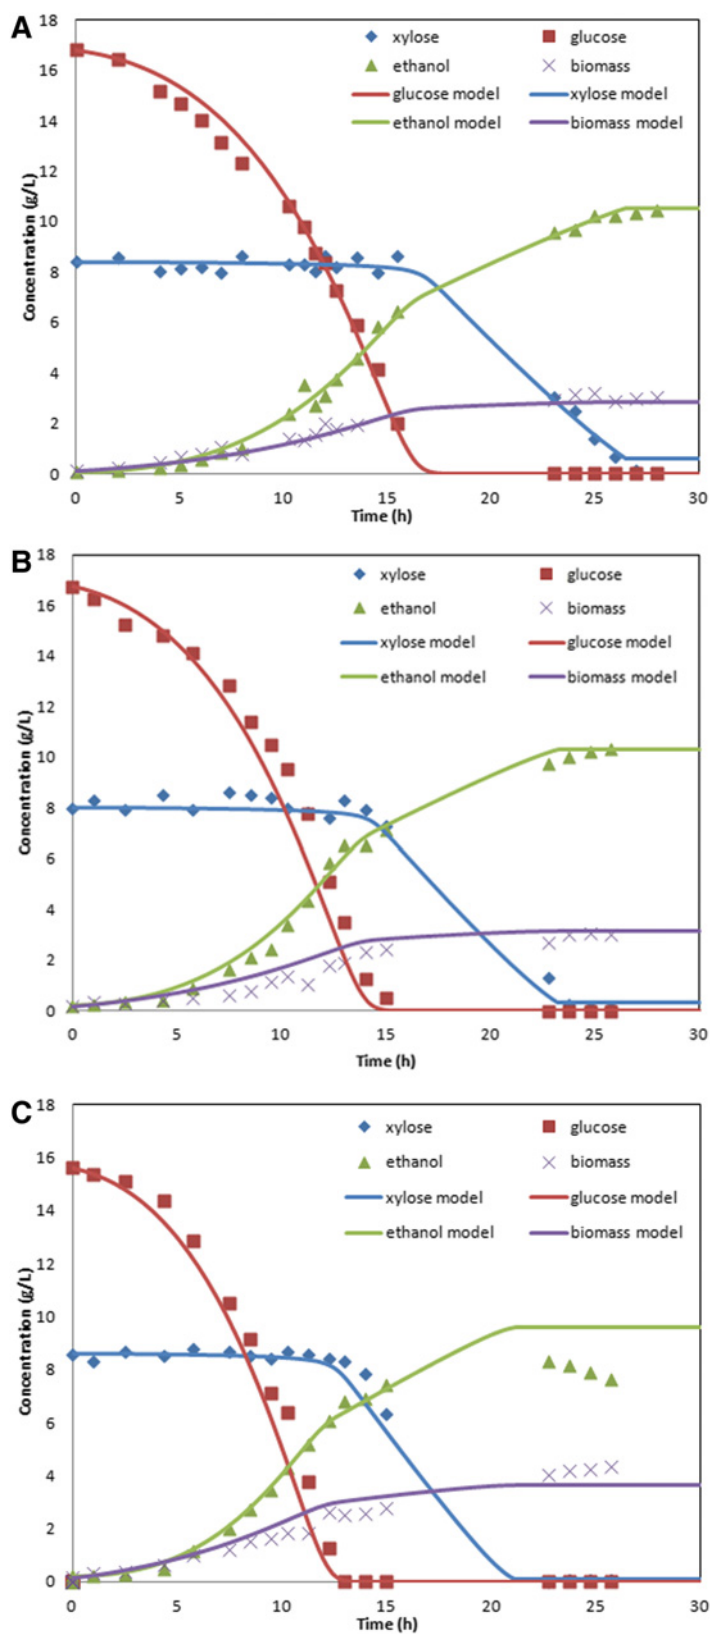 A
18
16
14
12
10
8
6
4
2
0
Concentration (g/L)
xylose glucose
ethanol biomass
glucose model xylose model
ethanol model biomass model
0 5 10 15 20 25 30
Time (h)
B
18
16
14
12
10
8
6
4
2
0
Concentration (g/L)
xylose glucose
ethanol biomass
xylose model glucose model
ethanol model biomass model
0 5 10 15 20 25 30
Time (h)
C
18
16
14
12
10
8
6
4
2
0
Concentration (g/L)
xylose glucose
ethanol biomass
xylose model glucose model
ethanol model biomass model
0 5 10 15 20 25 30
Time (h)